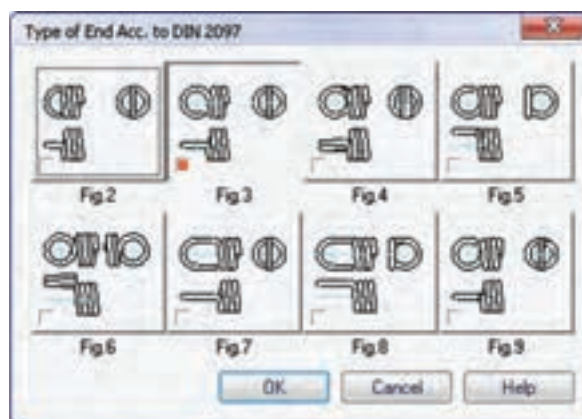 Type of End Acc. to DIN 2097
Fig.2 Fig.3 Fig.4 Fig.5
Fig.6 Fig.7 Fig.8 Fig.9
OK Cancel Help